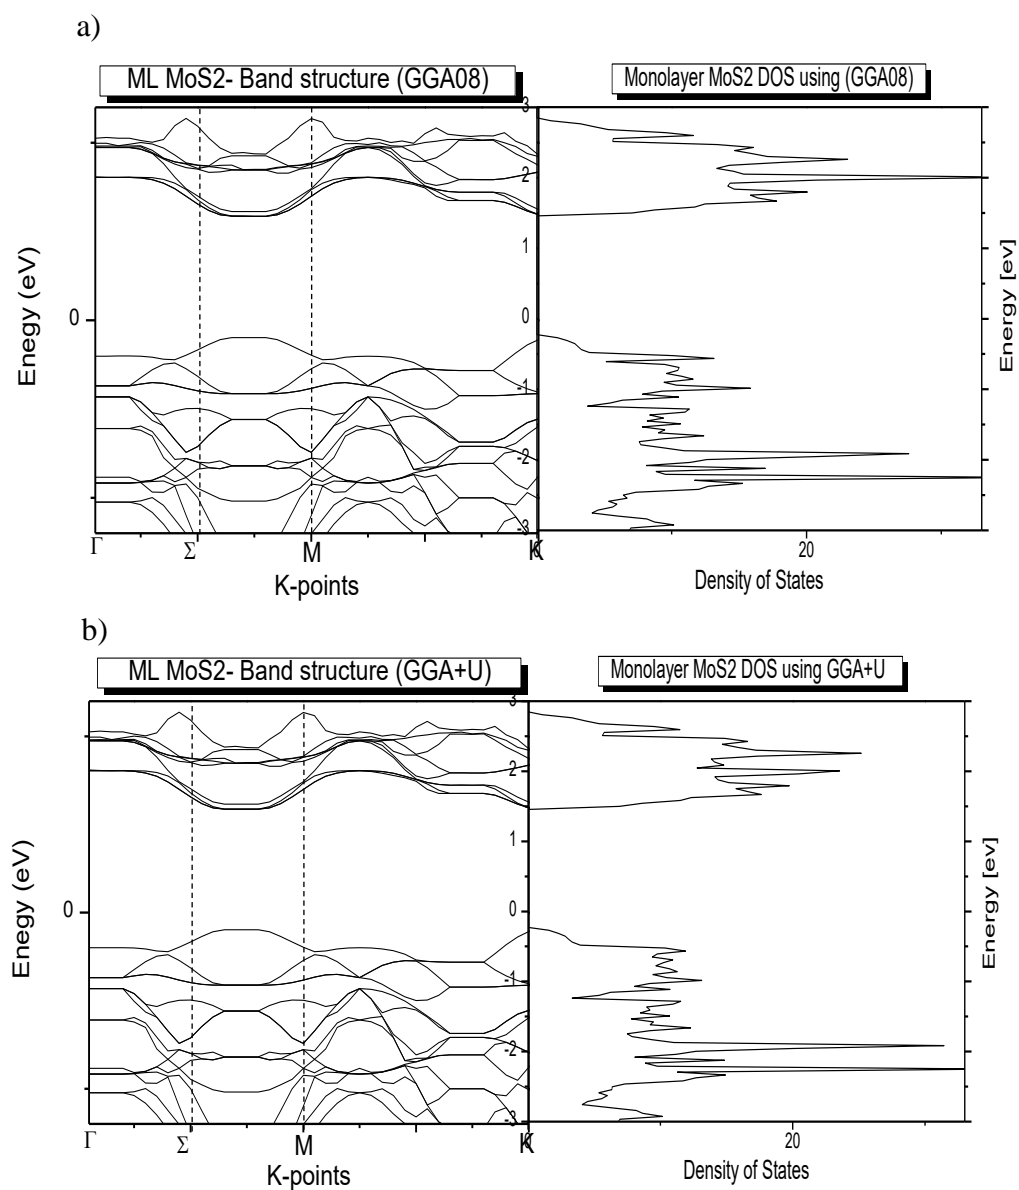 a)
ML MoS2- Band structure (GGA08)
Monolayer MoS2 DOS using (GGA08)
3
2
1
0
-1
-2
-3
0
Enegy (eV)
Energy [ev]
Γ
Σ
M
K
20
K-points
Density of States
b)
ML MoS2- Band structure (GGA+U)
Monolayer MoS2 DOS using GGA+U
3
2
1
0
-1
-2
-3
0
Enegy (eV)
Energy [ev]
Γ
Σ
M
K
20
K-points
Density of States